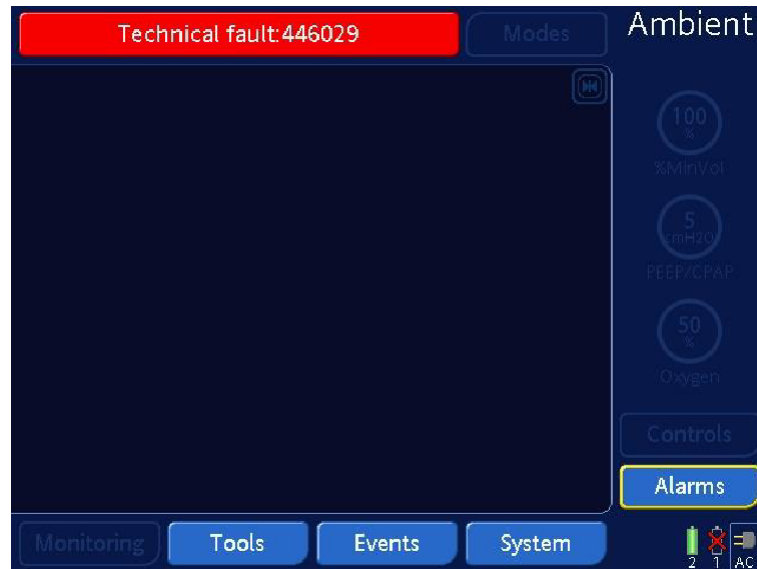 Technical fault:446029
Modes
Ambient
100
%
%MinVol
5
cmH2O
PEEP/CPAP
50
%
Oxygen
Controls
Alarms
Monitoring
Tools
Events
System
2
1
AC